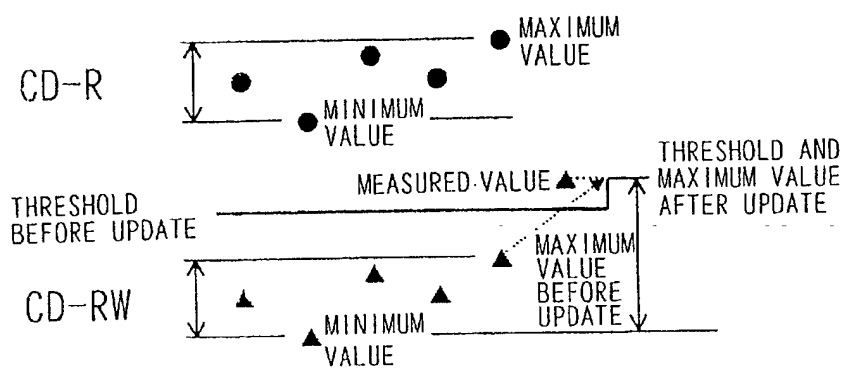 MAXIMUM
VALUE
CD-R
MINIMUM
VALUE
THRESHOLD AND
MAXIMUM VALUE
AFTER UPDATE
MEASURED VALUE
THRESHOLD
BEFORE UPDATE
MAXIMUM
VALUE
BEFORE
UPDATE
CD-RW
MINIMUM
VALUE